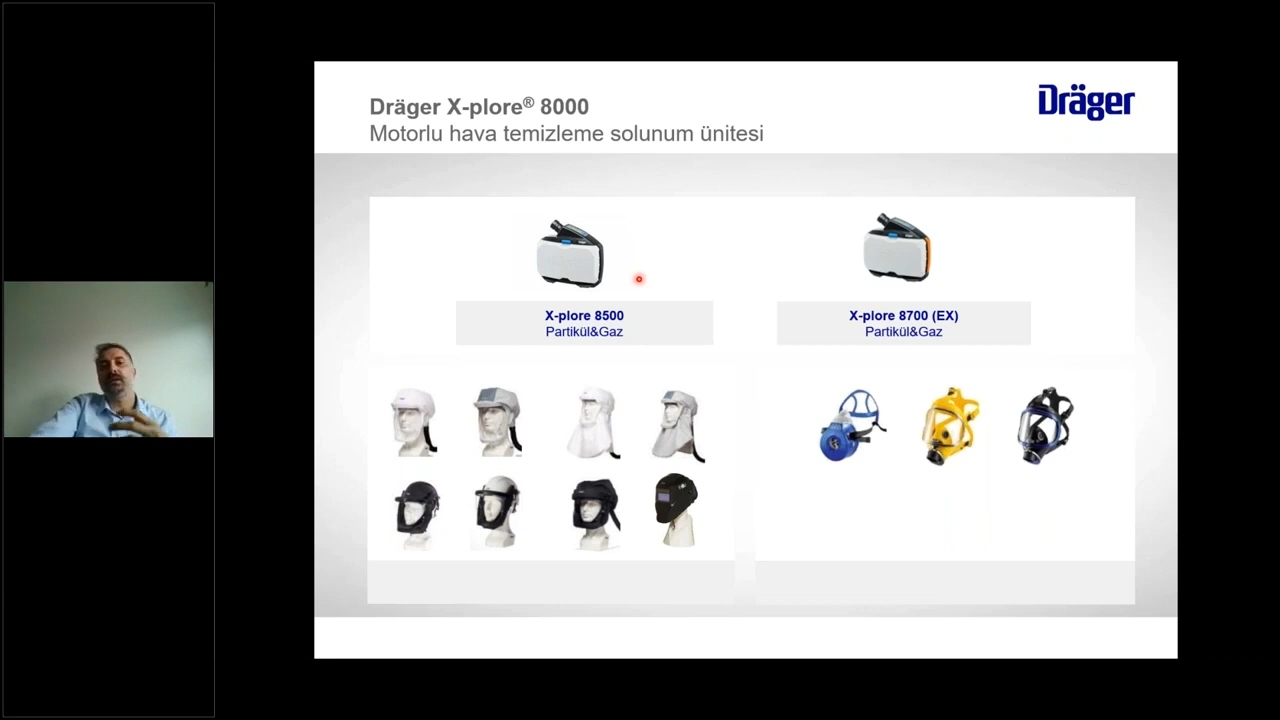 Dräger X-plore® 8000
Motorlu hava temizleme solunum ünitesi
Dräger
X-plore 8500
Partikül&Gaz
X-plore 8700 (EX)
Partikül&Gaz